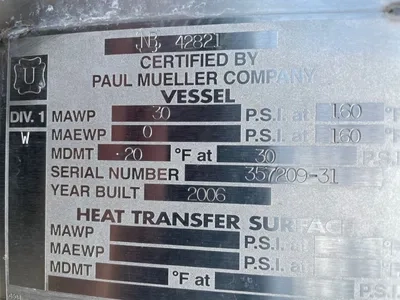 NB 42821
U
CERTIFIED BY
PAUL MUELLER COMPANY
VESSEL
DIV. 1
W
MAWP 30 P.S.I. at 160 °F
MAEWP 0 P.S.I. at 160 °F
MDMT -20 °F at 30 P.S.I.
SERIAL NUMBER 357209-31
YEAR BUILT 2006
HEAT TRANSFER SURFACE
MAWP P.S.I. at °F
MAEWP P.S.I. at °F
MDMT °F at P.S.I.